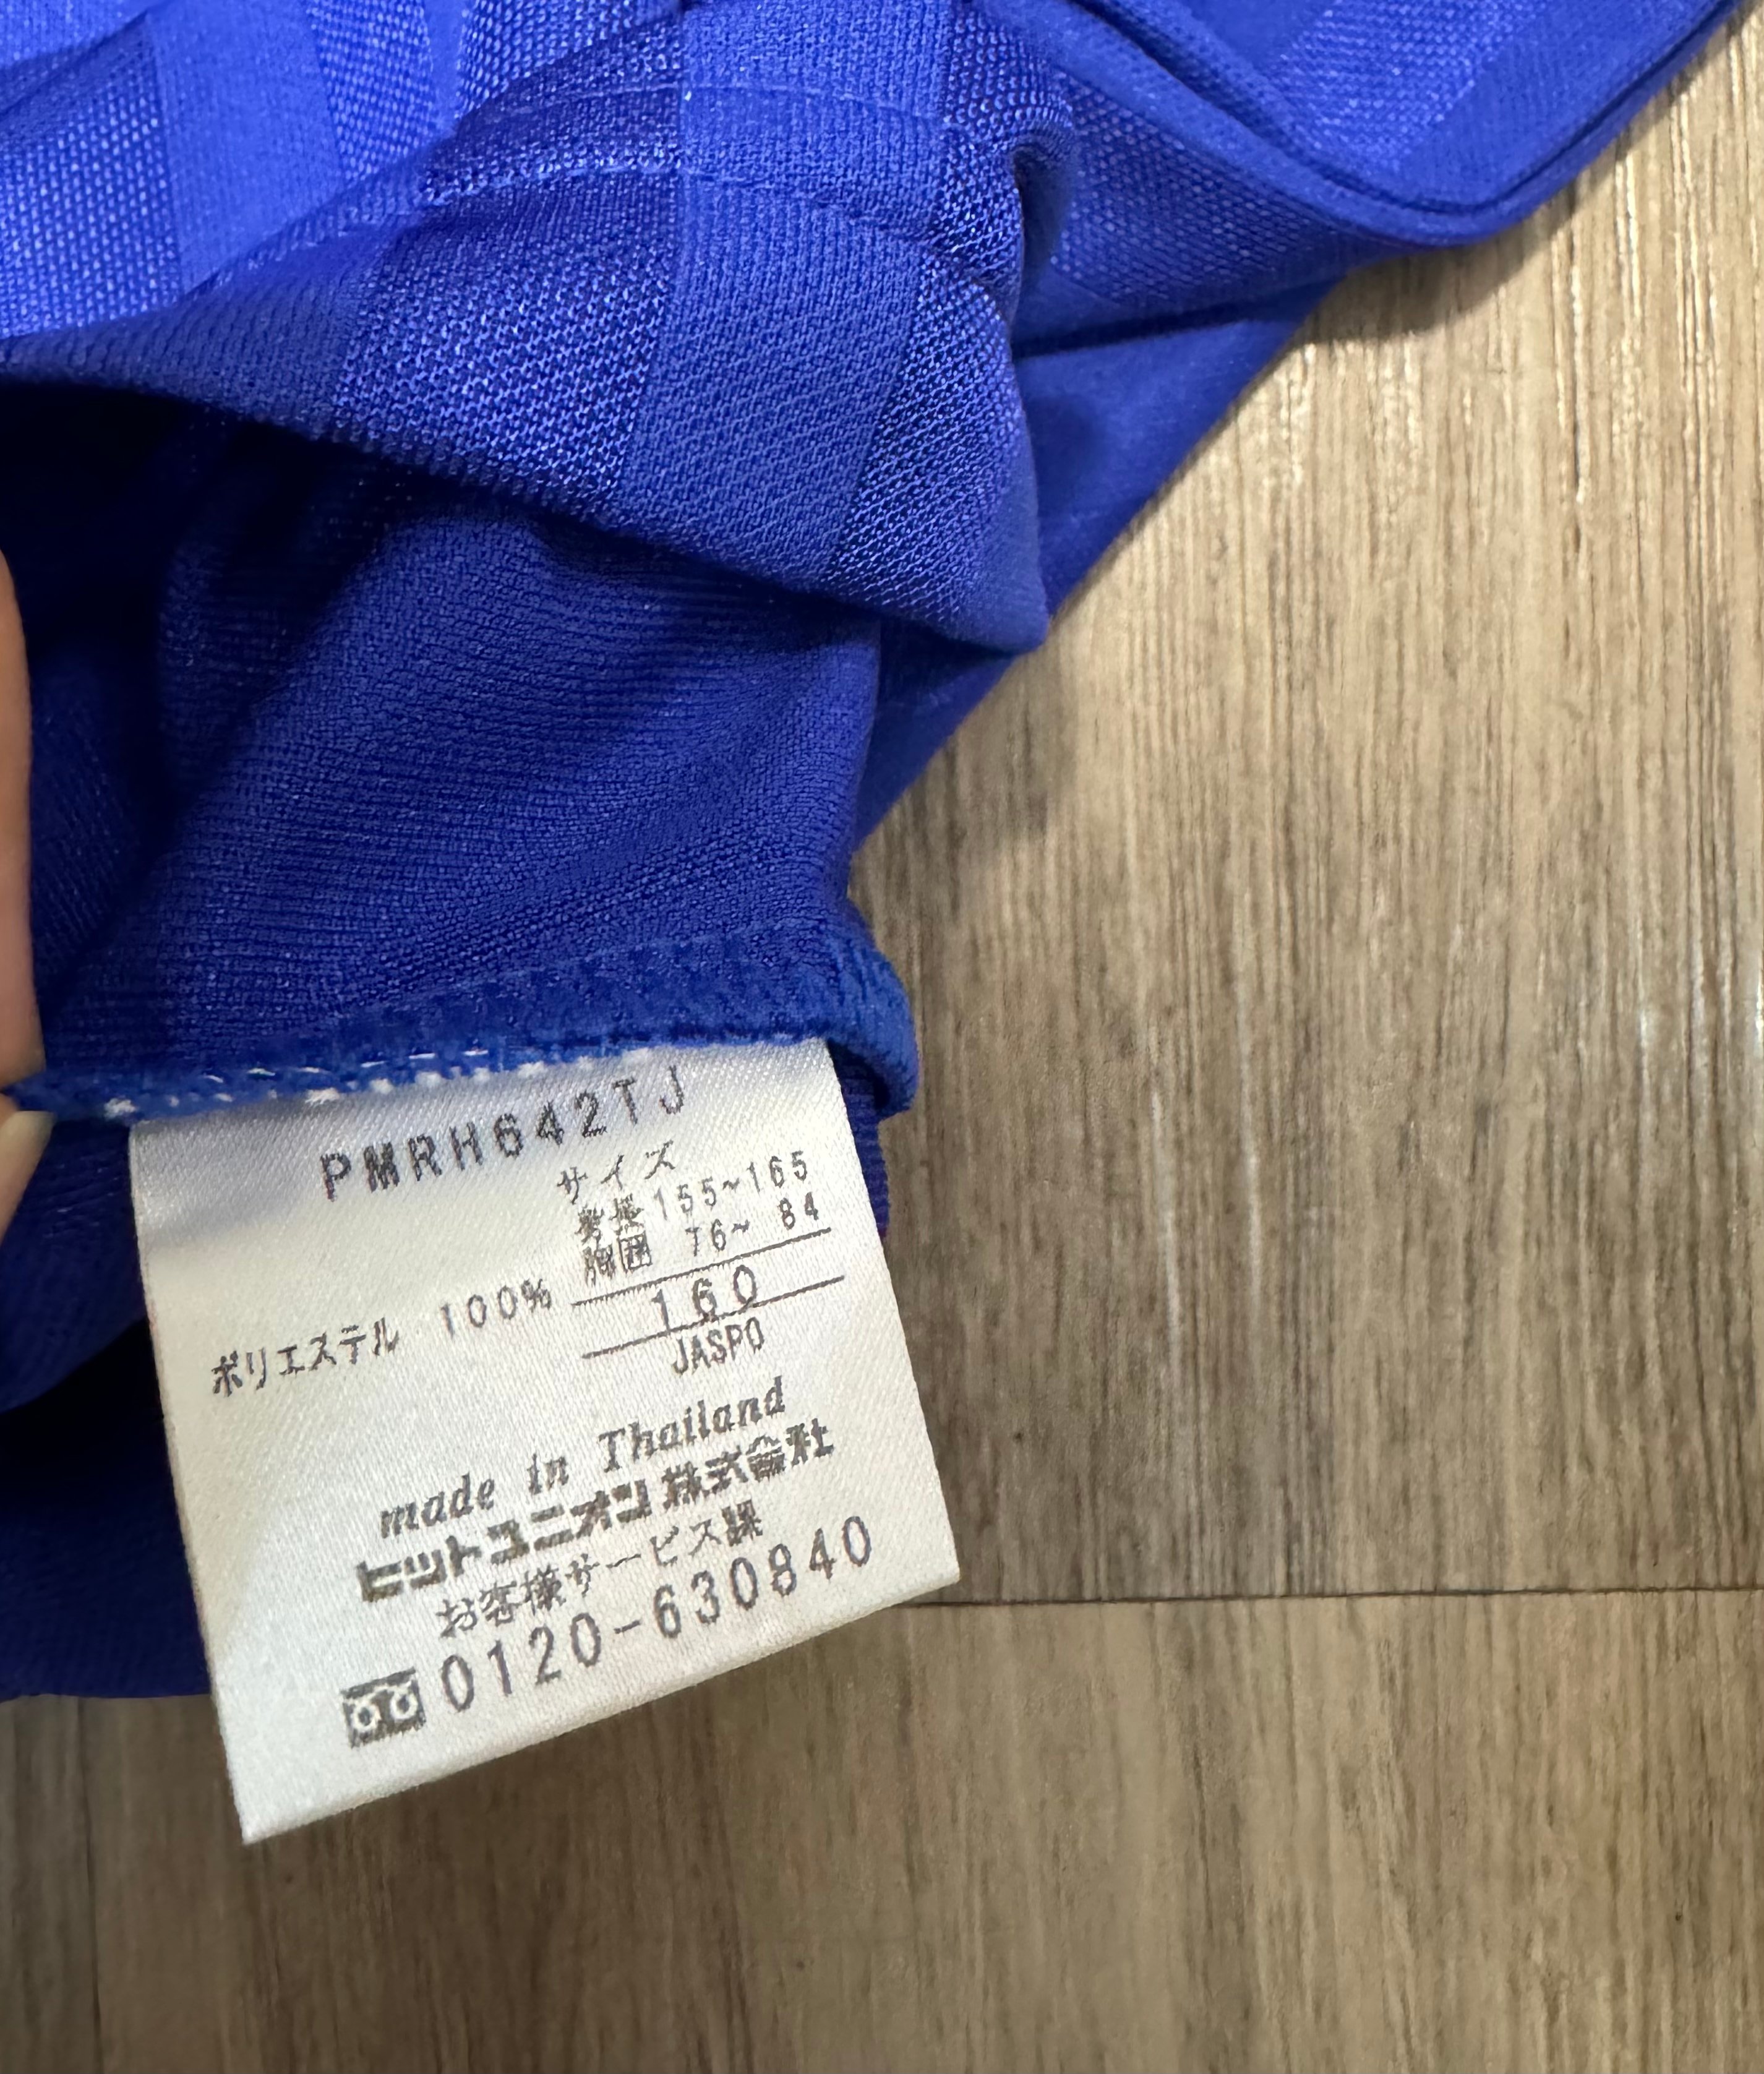 PMRH642TJ
サイズ
身長 155~165
胸囲 76~ 84
ポリエステル 100%
160
JASPO
made in Thailand
ヒットユニオン株式会社
お客様サービス課
0120-630840